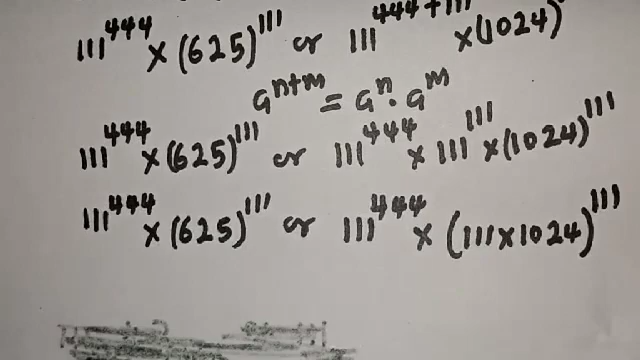 111^444 × (625)^111 or 111^444+111 × (1024)
a^n+m = a^n · a^m
111^444 × (625)^111 or 111^444 × 111^111 × (1024)^111
111^444 × (625)^111 or 111^444 × (111×1024)^111